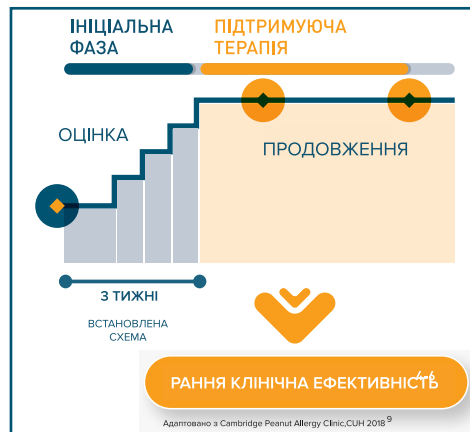 ІНІЦІАЛЬНА
ФАЗА
ПІДТРИМУЮЧА
ТЕРАПІЯ
ОЦІНКА
ПРОДОВЖЕННЯ
3 ТИЖНІ
ВСТАНОВЛЕНА
СХЕМА
РАННЯ КЛІНІЧНА ЕФЕКТИВНІСТЬ
Адаптовано з Cambridge Peanut Allergy Clinic,CUH 2018 9